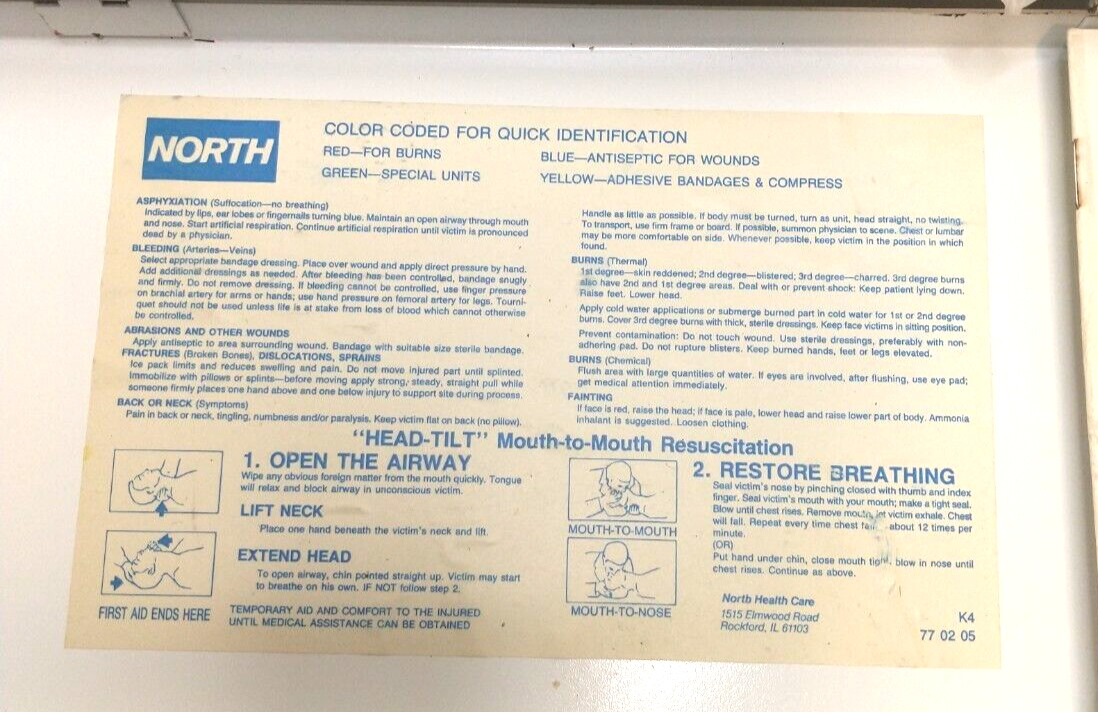 NORTH
COLOR CODED FOR QUICK IDENTIFICATION
RED—FOR BURNS
BLUE—ANTISEPTIC FOR WOUNDS
GREEN—SPECIAL UNITS
YELLOW—ADHESIVE BANDAGES & COMPRESS
ASPHYXIATION (Suffocation—no breathing)
Indicated by lips, ear lobes or fingernails turning blue. Maintain an open airway through mouth
and nose. Start artificial respiration. Continue artificial respiration until victim is pronounced
dead by a physician.
BLEEDING (Arteries—Veins)
Select appropriate bandage dressing. Place over wound and apply direct pressure by hand.
Add additional dressings as needed. After bleeding has been controlled, bandage snugly
and firmly. Do not remove dressing. If bleeding cannot be controlled, use finger pressure
on brachial artery for arms or hands; use hand pressure on femoral artery for legs. Tourni-
quet should not be used unless life is at stake from loss of blood which cannot otherwise
be controlled.
ABRASIONS AND OTHER WOUNDS
Apply antiseptic to area surrounding wound. Bandage with suitable size sterile bandage.
FRACTURES (Broken Bones), DISLOCATIONS, SPRAINS
Ice pack limits and reduces swelling and pain. Do not move injured part until splinted.
Immobilize with pillows or splints—before moving apply strong, steady, straight pull while
someone firmly places one hand above and one below injury to support site during process.
BACK OR NECK (Symptoms)
Pain in back or neck, tingling, numbness and/or paralysis. Keep victim flat on back (no pillow).
Handle as little as possible. If body must be turned, turn as unit, head straight, no twisting.
To transport, use firm frame or board. If possible, summon physician to scene. Chest or lumbar
may be more comfortable on side. Whenever possible, keep victim in the position in which
found.
BURNS (Thermal)
1st degree—skin reddened; 2nd degree—blistered; 3rd degree—charred. 3rd degree burns
also have 2nd and 1st degree areas. Deal with or prevent shock: Keep patient lying down.
Raise feet. Lower head.
Apply cold water applications or submerge burned part in cold water for 1st or 2nd degree
burns. Cover 3rd degree burns with thick, sterile dressings. Keep face victims in sitting position.
Prevent contamination: Do not touch wound. Use sterile dressings, preferably with non-
adhering pad. Do not rupture blisters. Keep burned hands, feet or legs elevated.
BURNS (Chemical)
Flush area with large quantities of water. If eyes are involved, after flushing, use eye pad;
get medical attention immediately.
FAINTING
If face is red, raise the head; if face is pale, lower head and raise lower part of body. Ammonia
inhalant is suggested. Loosen clothing.
"HEAD-TILT" Mouth-to-Mouth Resuscitation
1. OPEN THE AIRWAY
Wipe any obvious foreign matter from the mouth quickly. Tongue
will relax and block airway in unconscious victim.
LIFT NECK
Place one hand beneath the victim's neck and lift.
EXTEND HEAD
To open airway, chin pointed straight up. Victim may start
to breathe on his own. IF NOT follow step 2.
FIRST AID ENDS HERE
TEMPORARY AID AND COMFORT TO THE INJURED
UNTIL MEDICAL ASSISTANCE CAN BE OBTAINED
MOUTH-TO-MOUTH
MOUTH-TO-NOSE
2. RESTORE BREATHING
Seal victim's nose by pinching closed with thumb and index
finger. Seal victim's mouth with your mouth; make a tight seal.
Blow until chest rises. Remove mouth, let victim exhale. Chest
will fall. Repeat every time chest about 12 times per
minute.
(OR)
Put hand under chin, close mouth tight, blow in nose until
chest rises. Continue as above.
North Health Care
1515 Elmwood Road
Rockford, IL 61103
K4
77 02 05